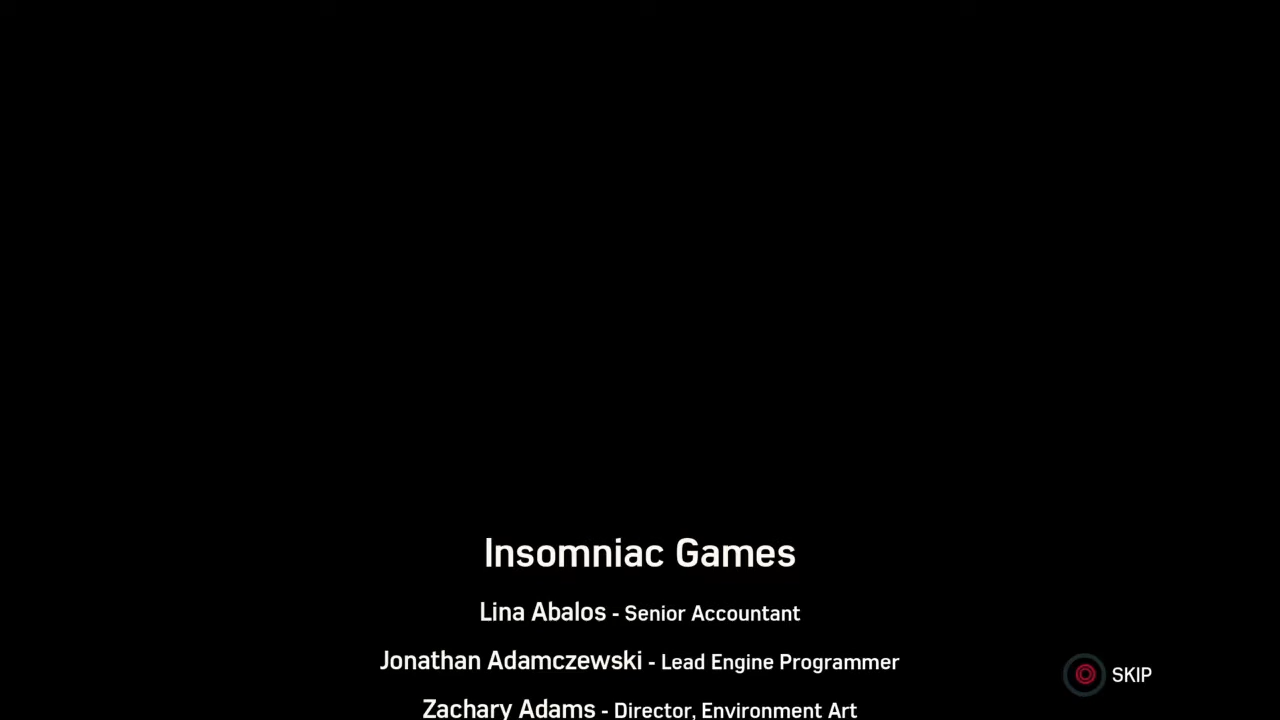 Insomniac Games
Lina Abalos - Senior Accountant
Jonathan Adamczewski - Lead Engine Programmer
SKIP
Zachary Adams - Director, Environment Art